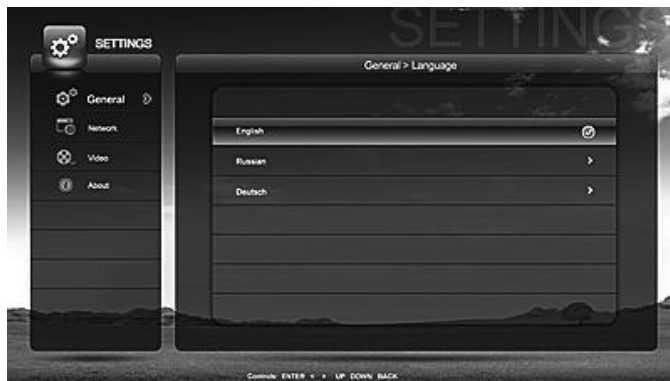 SETTINGS
SETTINGS
General > Language
General
Network
Video
About
English
Russian
Deutsch
Controls: ENTER < > UP DOWN BACK